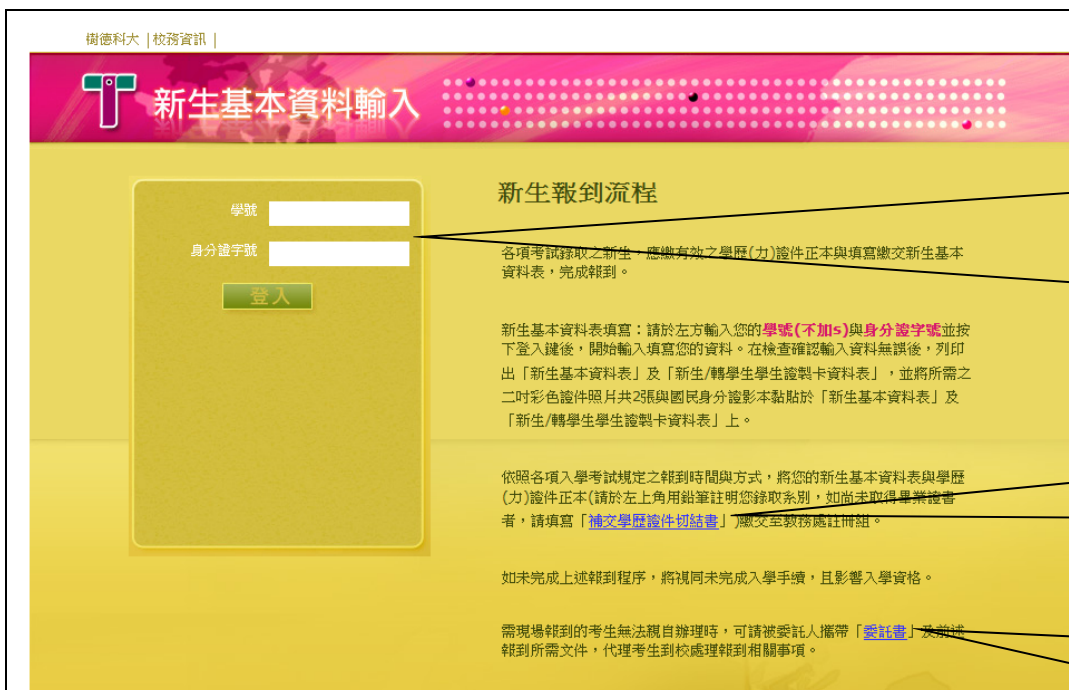 樹德科大 | 校務資訊 |
新生基本資料輸入
學號
身分證字號
登入
新生報到流程
各項考試錄取之新生，應繳有效之學歷(力)證件正本與填寫繳交新生基本
資料表，完成報到。
新生基本資料表填寫：請於左方輸入您的學號(不加s)與身分證字號並按
下登入鍵後，開始輸入填寫您的資料。在檢查確認輸入資料無誤後，列印
出「新生基本資料表」及「新生/轉學生學生證製卡資料表」，並將所需之
二吋彩色證件照片共2張與國民身分證影本黏貼於「新生基本資料表」及
「新生/轉學生學生證製卡資料表」上。
依照各項入學考試規定之報到時間與方式，將您的新生基本資料表與學歷
(力)證件正本(請於左上角用鉛筆註明您錄取系別，如尚未取得畢業證書
者，請填寫「補交學歷證件切結書」)繳交至教務處註冊組。
如未完成上述報到程序，將視同未完成入學手續，且影響入學資格。
需現場報到的考生無法親自辦理時，可請被委託人攜帶「委託書」及前述
報到所需文件，代理考生到校處理報到相關事項。